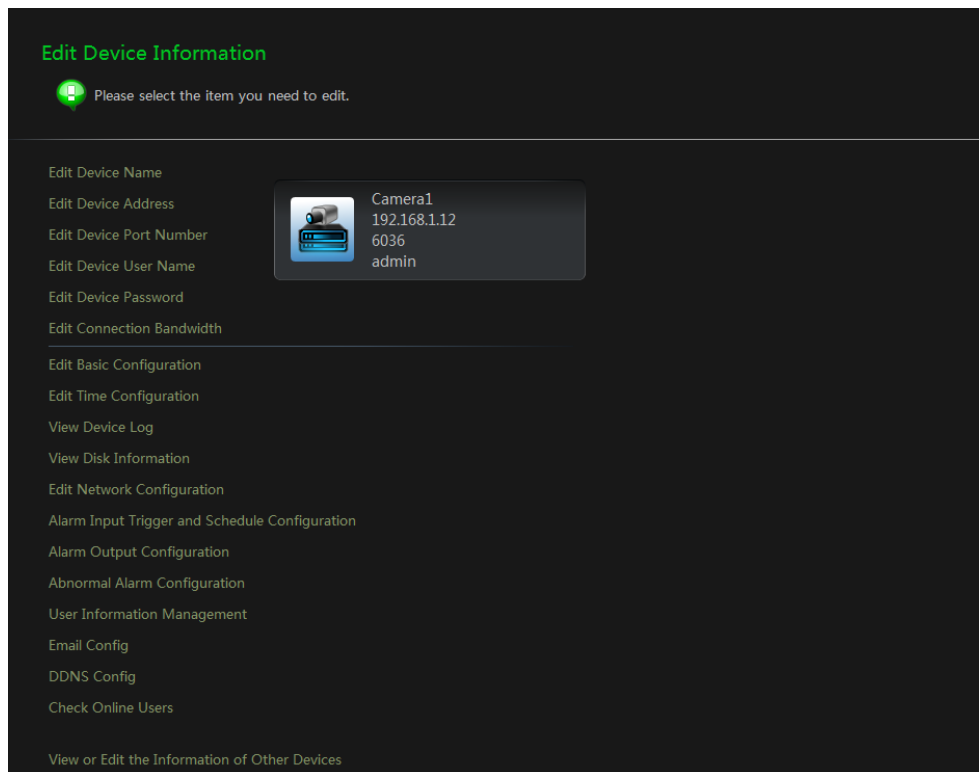 Edit Device Information
Please select the item you need to edit.
Edit Device Name
Edit Device Address
Edit Device Port Number
Edit Device User Name
Edit Device Password
Edit Connection Bandwidth
Camera1
192.168.1.12
6036
admin
Edit Basic Configuration
Edit Time Configuration
View Device Log
View Disk Information
Edit Network Configuration
Alarm Input Trigger and Schedule Configuration
Alarm Output Configuration
Abnormal Alarm Configuration
User Information Management
Email Config
DDNS Config
Check Online Users
View or Edit the Information of Other Devices